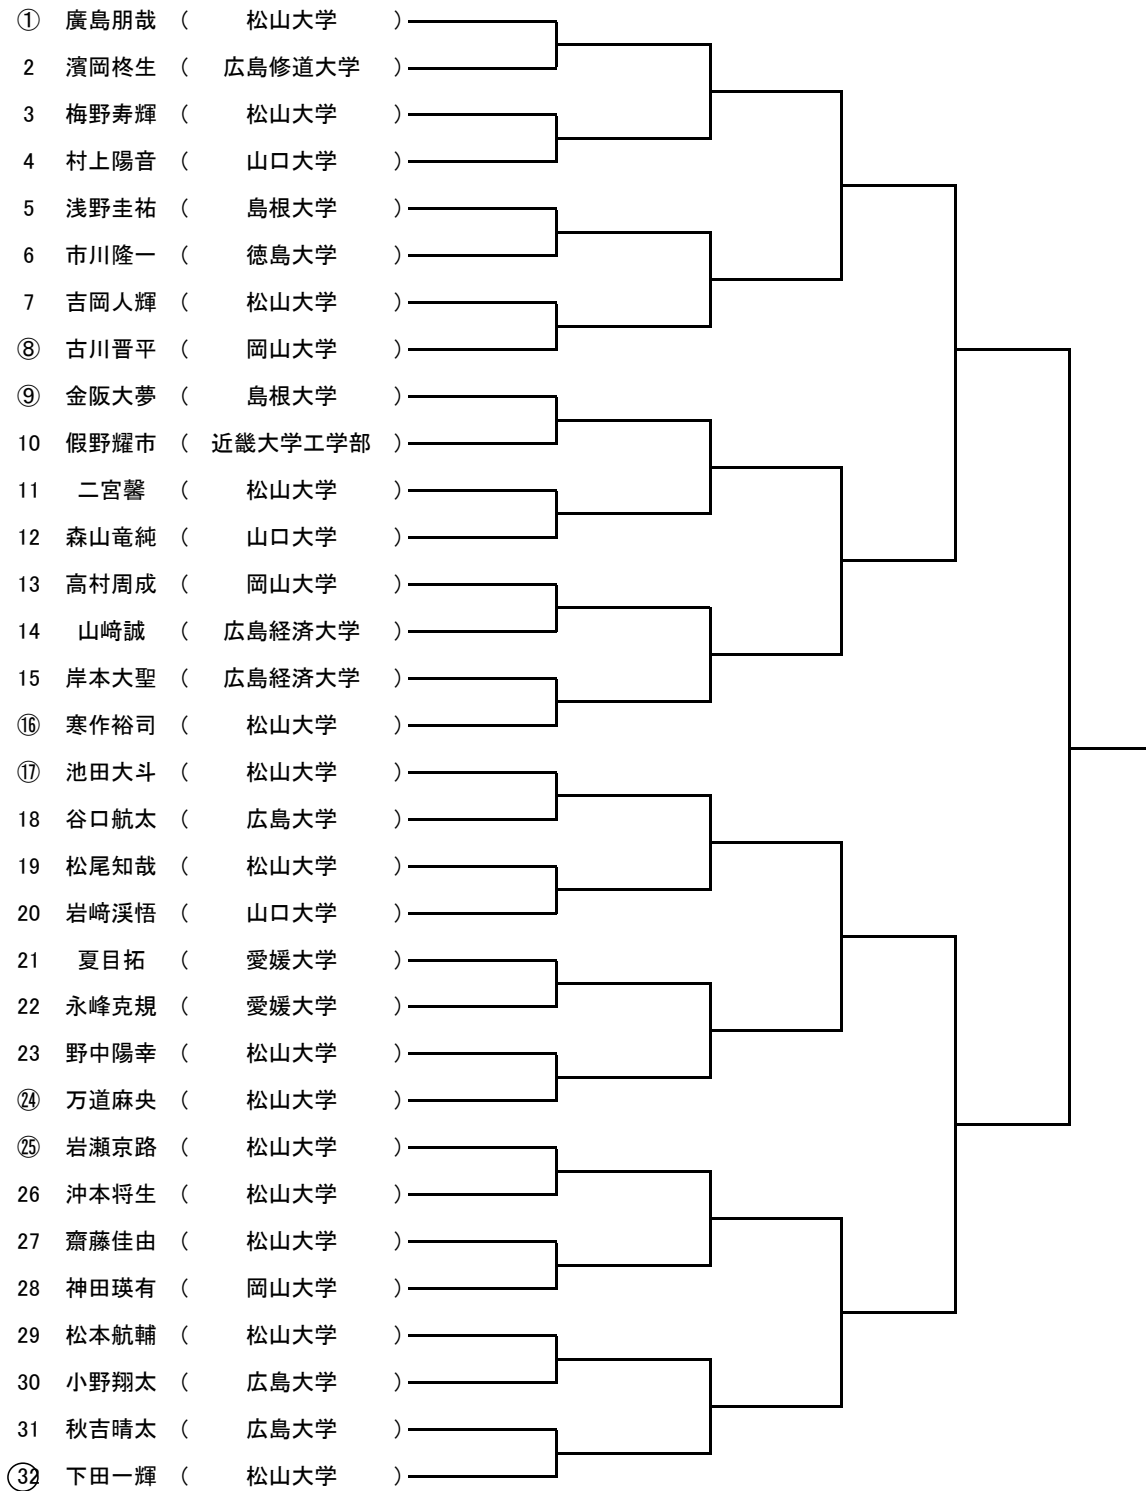 ① 廣島朋哉 ( 松山大学 )
2 濱岡柊生 ( 広島修道大学 )
3 梅野寿輝 ( 松山大学 )
4 村上陽音 ( 山口大学 )
5 浅野圭祐 ( 島根大学 )
6 市川隆一 ( 徳島大学 )
7 吉岡人輝 ( 松山大学 )
⑧ 古川晋平 ( 岡山大学 )
⑨ 金阪大夢 ( 島根大学 )
10 假野耀市 ( 近畿大学工学部 )
11 二宮馨 ( 松山大学 )
12 森山竜純 ( 山口大学 )
13 高村周成 ( 岡山大学 )
14 山﨑誠 ( 広島経済大学 )
15 岸本大聖 ( 広島経済大学 )
⑯ 寒作裕司 ( 松山大学 )
⑰ 池田大斗 ( 松山大学 )
18 谷口航太 ( 広島大学 )
19 松尾知哉 ( 松山大学 )
20 岩﨑渓悟 ( 山口大学 )
21 夏目拓 ( 愛媛大学 )
22 永峰克規 ( 愛媛大学 )
23 野中陽幸 ( 松山大学 )
㉔ 万道麻央 ( 松山大学 )
㉕ 岩瀬京路 ( 松山大学 )
26 沖本将生 ( 松山大学 )
27 齋藤佳由 ( 松山大学 )
28 神田瑛有 ( 岡山大学 )
29 松本航輔 ( 松山大学 )
30 小野翔太 ( 広島大学 )
31 秋吉晴太 ( 広島大学 )
㉜ 下田一輝 ( 松山大学 )